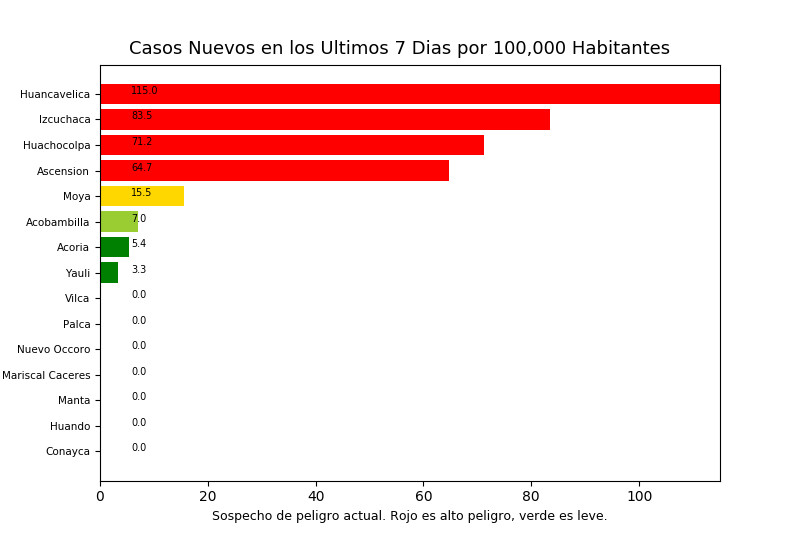 Casos Nuevos en los Ultimos 7 Dias por 100,000 Habitantes
Huancavelica 115.0
Izcuchaca 83.5
Huachocolpa 71.2
Ascension 64.7
Moya 15.5
Acobambilla 7.0
Acoria 5.4
Yauli 3.3
Vilca 0.0
Palca 0.0
Nuevo Occoro 0.0
Mariscal Caceres 0.0
Manta 0.0
Huando 0.0
Conayca 0.0
0 20 40 60 80 100
Sospecho de peligro actual. Rojo es alto peligro, verde es leve.